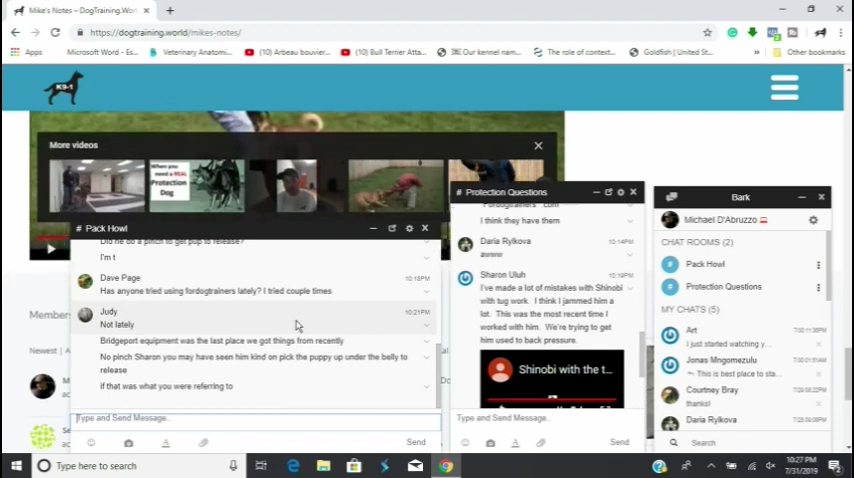 Mike's Notes – DogTraining.Wo
https://dogtraining.world/mikes-notes/
Apps
Microsoft Word - Es...
Veterinary Anatomi...
(10) Arbeau bouvier...
(10) Bull Terrier Atta...
Our kennel nam...
The role of context...
Goldfish | United St...
Other bookmarks
K9-1
More videos
When you
need a REAL
Protection
Dog
# Pack Howl
Did he do a pinch to get pup to release?
I'm t
Dave Page
10:18PM
Has anyone tried using fordogtrainers lately? I tried couple times
Judy
10:21PM
Not lately
Bridgeport equipment was the last place we got things from recently
No pinch Sharon you may have seen him kind on pick the puppy up under the belly to
release
if that was what you were referring to
Type and Send Message..
Send
# Protection Questions
Fordogtrainers .com
I think they have them
Daria Rylkova
10:14PM
awww
Sharon Uluh
10:19PM
I've made a lot of mistakes with Shinobi
with tug work. I think I jammed him a
lot. This was the most recent time I
worked with him. We're trying to
get him used to back pressure.
Shinobi with the t...
Type and Send Message..
Send
Bark
Michael D'Abruzzo
CHAT ROOMS (2)
Pack Howl
Protection Questions
MY CHATS (5)
Art
I just started watching y...
Jonas Mngomezulu
This is best place to sta...
Courtney Bray
thanks!
Daria Rylkova
Search
Members
Newest | A
Type here to search
10:27 PM
7/31/2019